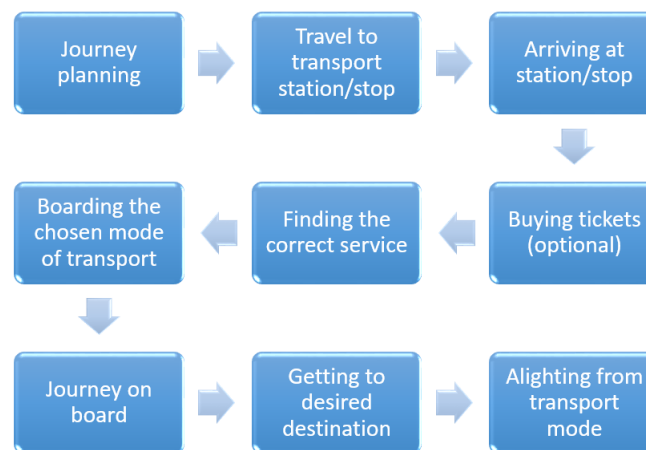 Journey
planning
Travel to
transport
station/stop
Arriving at
station/stop
Buying tickets
(optional)
Finding the
correct service
Boarding the
chosen mode
of transport
Journey on
board
Getting to
desired
destination
Alighting from
transport
mode